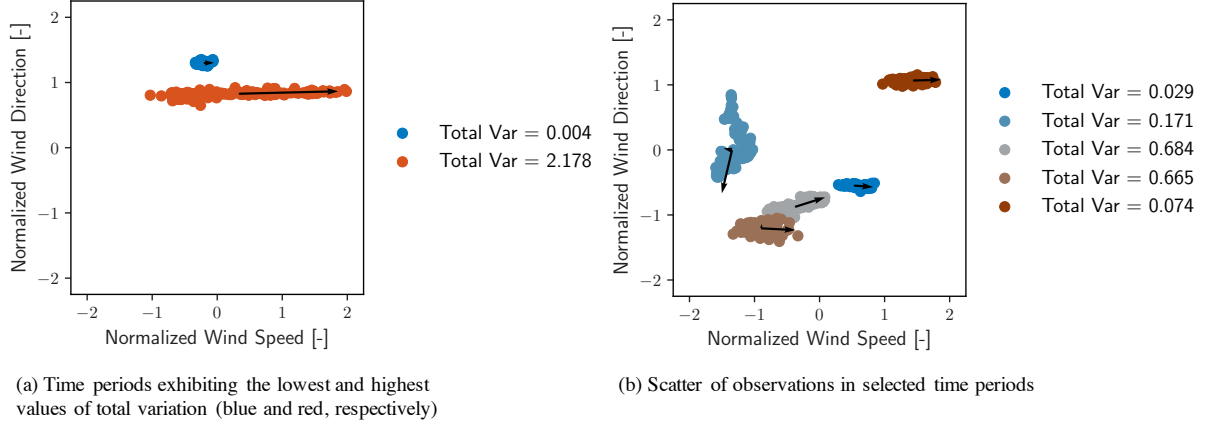 2
1
0
−1
−2
Normalized Wind Direction [-]
−2 −1 0 1 2
Normalized Wind Speed [-]
Total Var = 0.004
Total Var = 2.178
(a) Time periods exhibiting the lowest and highest
values of total variation (blue and red, respectively)
2
1
0
−1
−2
Normalized Wind Direction [-]
−2 −1 0 1 2
Normalized Wind Speed [-]
Total Var = 0.029
Total Var = 0.171
Total Var = 0.684
Total Var = 0.665
Total Var = 0.074
(b) Scatter of observations in selected time periods